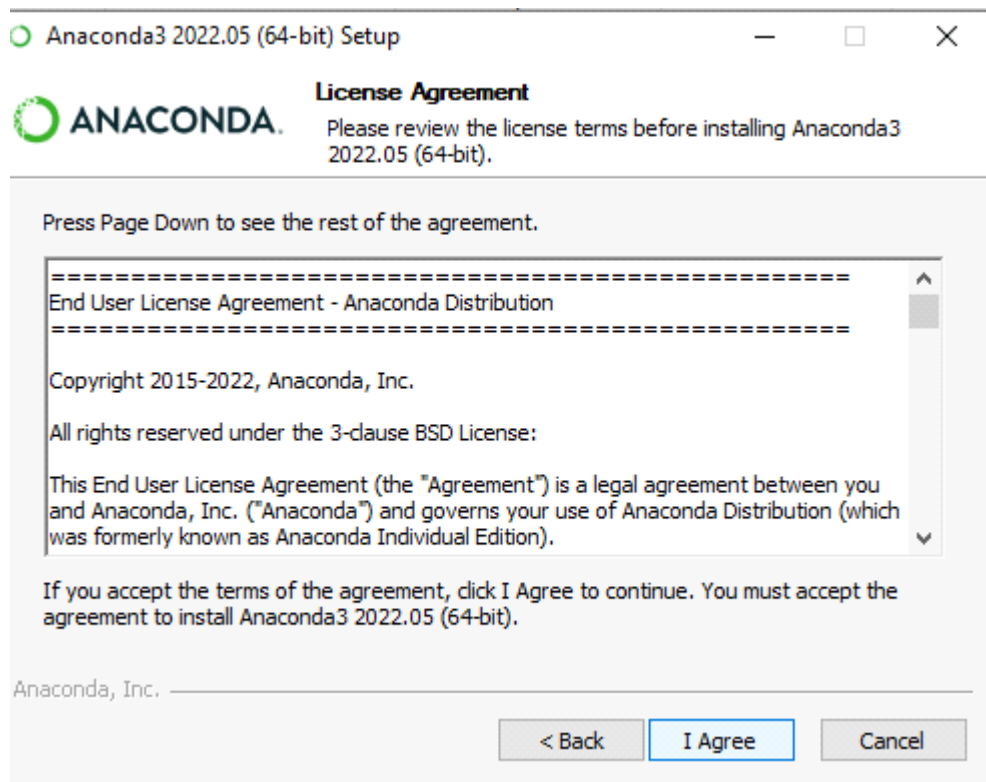 Anaconda3 2022.05 (64-bit) Setup
ANACONDA.
License Agreement
Please review the license terms before installing Anaconda3
2022.05 (64-bit).
Press Page Down to see the rest of the agreement.
==================================================
End User License Agreement - Anaconda Distribution
==================================================
Copyright 2015-2022, Anaconda, Inc.
All rights reserved under the 3-clause BSD License:
This End User License Agreement (the "Agreement") is a legal agreement between you
and Anaconda, Inc. ("Anaconda") and governs your use of Anaconda Distribution (which
was formerly known as Anaconda Individual Edition).
If you accept the terms of the agreement, click I Agree to continue. You must accept the
agreement to install Anaconda3 2022.05 (64-bit).
Anaconda, Inc.
< Back
I Agree
Cancel